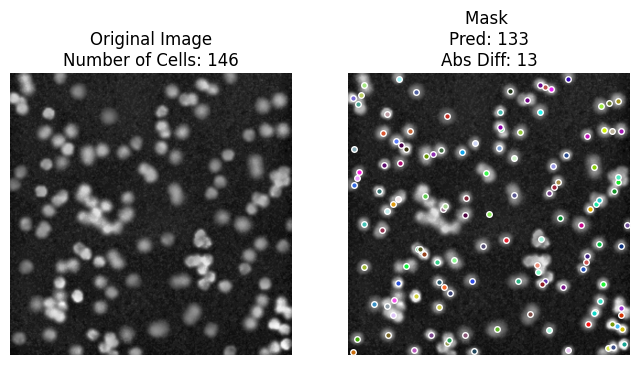 Original Image
Number of Cells: 146
Mask
Pred: 133
Abs Diff: 13